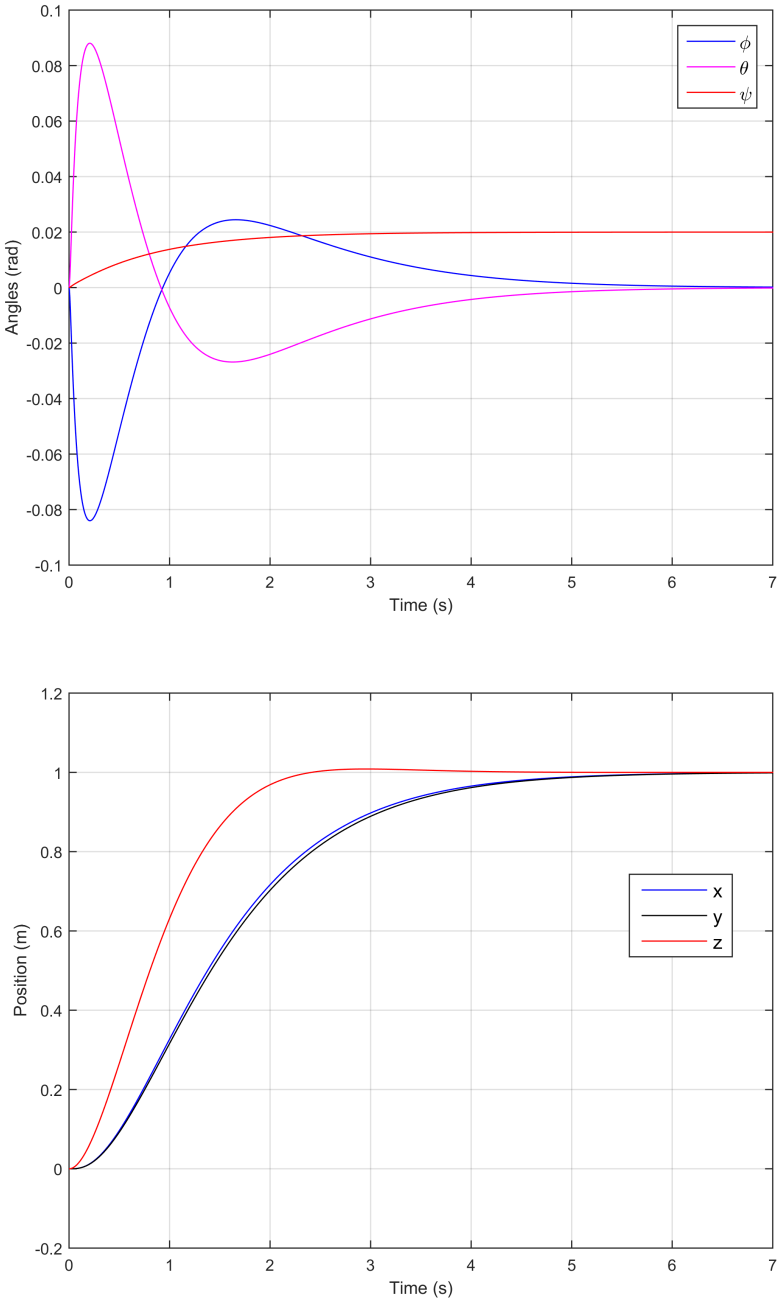 0.1
0.08
0.06
0.04
0.02
0
-0.02
-0.04
-0.06
-0.08
-0.1
Angles (rad)
ϕ
θ
ψ
0 1 2 3 4 5 6 7
Time (s)
1.2
1
0.8
0.6
0.4
0.2
0
-0.2
Position (m)
x
y
z
0 1 2 3 4 5 6 7
Time (s)